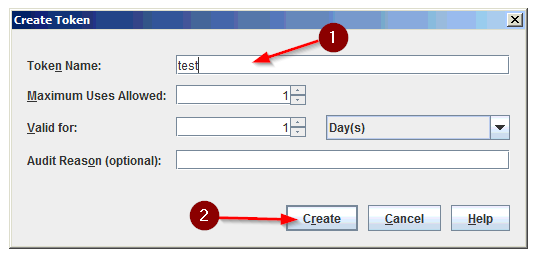 Create Token
1
Token Name: test
Maximum Uses Allowed: 1
Valid for: 1 Day(s)
Audit Reason (optional):
2 Create Cancel Help